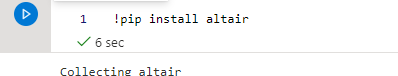 1 !pip install altair
6 sec
Collecting altair